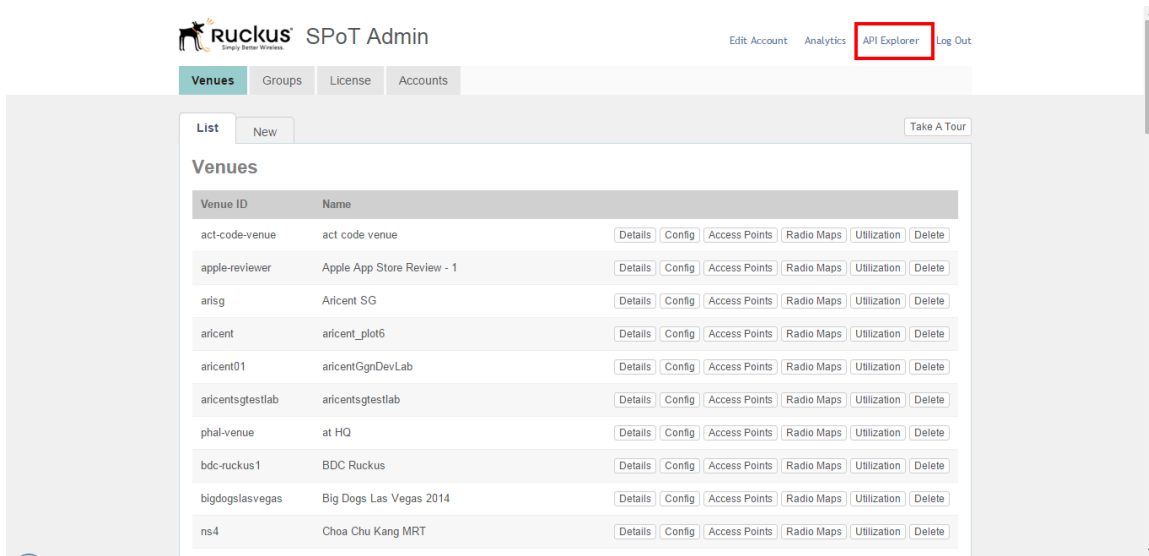 Ruckus SPoT Admin
Simply Better Wireless.
Edit Account Analytics API Explorer Log Out
Venues Groups License Accounts
List New Take A Tour
Venues
Venue ID Name
act-code-venue act code venue Details Config Access Points Radio Maps Utilization Delete
apple-reviewer Apple App Store Review - 1 Details Config Access Points Radio Maps Utilization Delete
arisg Aricent SG Details Config Access Points Radio Maps Utilization Delete
aricent aricent_plot6 Details Config Access Points Radio Maps Utilization Delete
aricent01 aricentGgnDevLab Details Config Access Points Radio Maps Utilization Delete
aricentsgtestlab aricentsgtestlab Details Config Access Points Radio Maps Utilization Delete
phal-venue at HQ Details Config Access Points Radio Maps Utilization Delete
bdc-ruckus1 BDC Ruckus Details Config Access Points Radio Maps Utilization Delete
bigdogslasvegas Big Dogs Las Vegas 2014 Details Config Access Points Radio Maps Utilization Delete
ns4 Choa Chu Kang MRT Details Config Access Points Radio Maps Utilization Delete